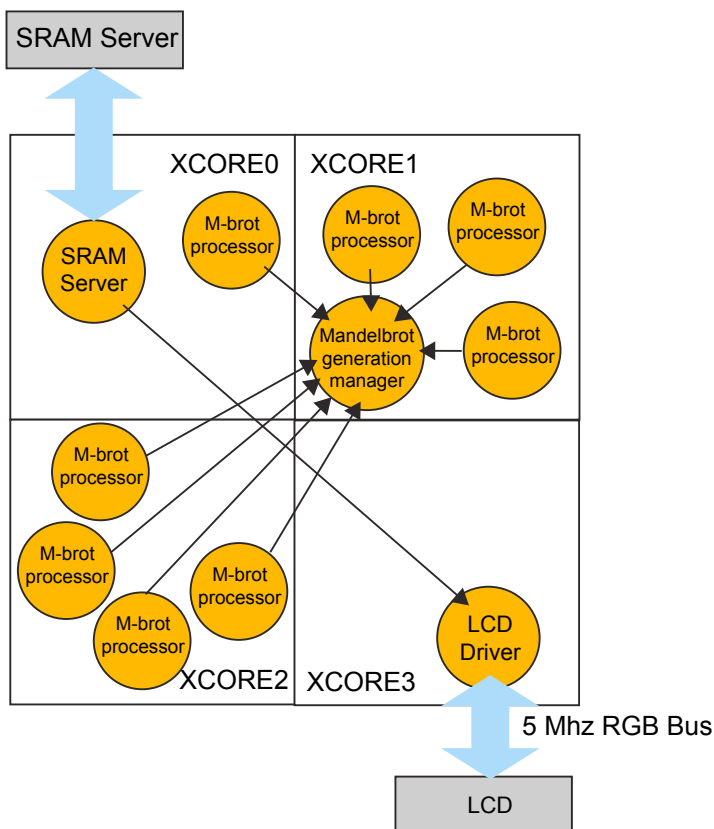 SRAM Server
XCORE0
XCORE1
M-brot
processor
M-brot
processor
M-brot
processor
SRAM
Server
Mandelbrot
generation
manager
M-brot
processor
M-brot
processor
M-brot
processor
M-brot
processor
M-brot
processor
LCD
Driver
XCORE2
XCORE3
5 Mhz RGB Bus
LCD